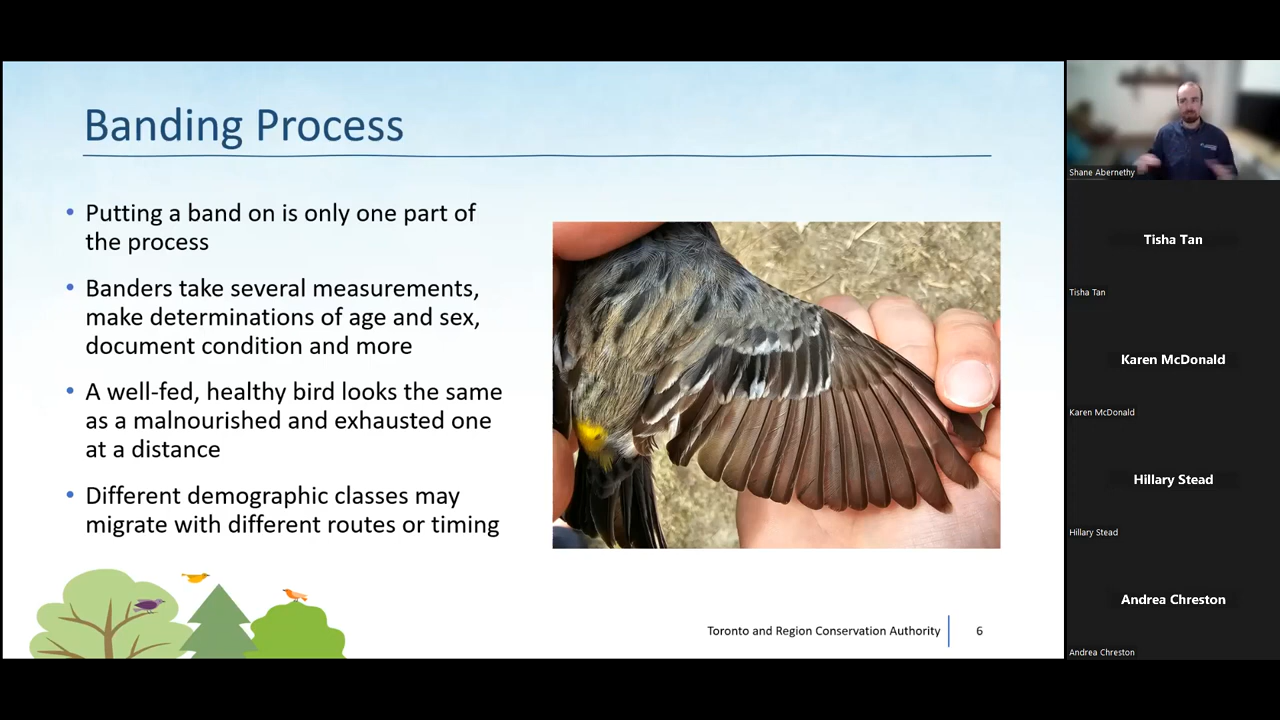 Banding Process
• Putting a band on is only one part of
the process
• Banders take several measurements,
make determinations of age and sex,
document condition and more
• A well-fed, healthy bird looks the same
as a malnourished and exhausted one
at a distance
• Different demographic classes may
migrate with different routes or timing
Toronto and Region Conservation Authority 6
Shane Abernethy
Tisha Tan
Tisha Tan
Karen McDonald
Karen McDonald
Hillary Stead
Hillary Stead
Andrea Chreston
Andrea Chreston